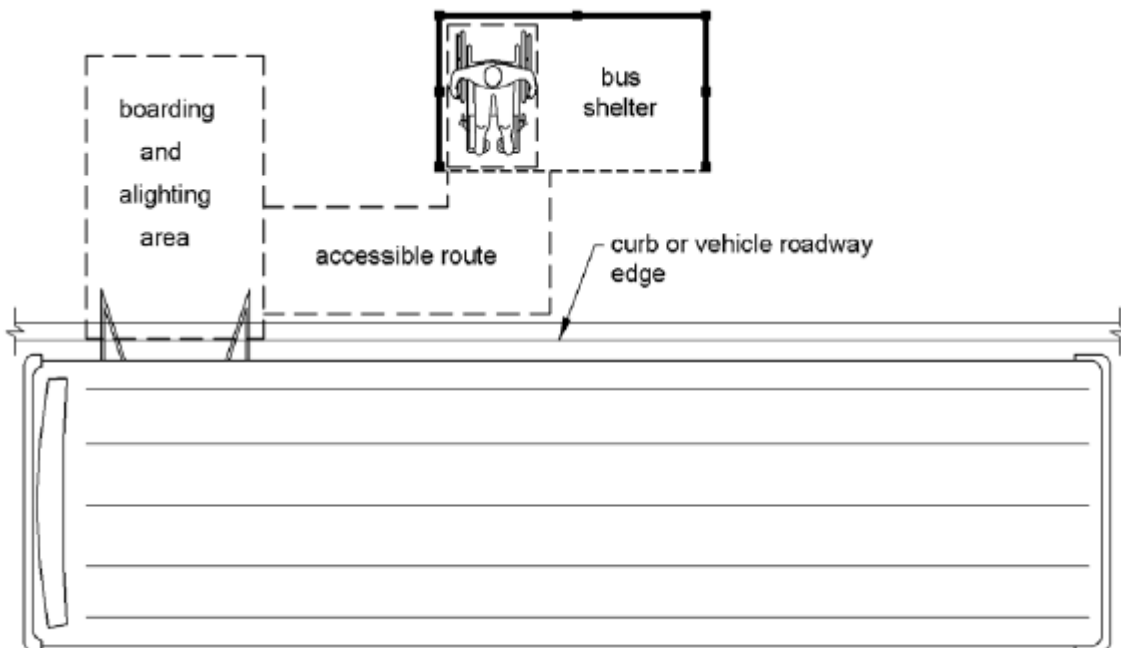 boarding
and
alighting
area
bus
shelter
accessible route
curb or vehicle roadway
edge